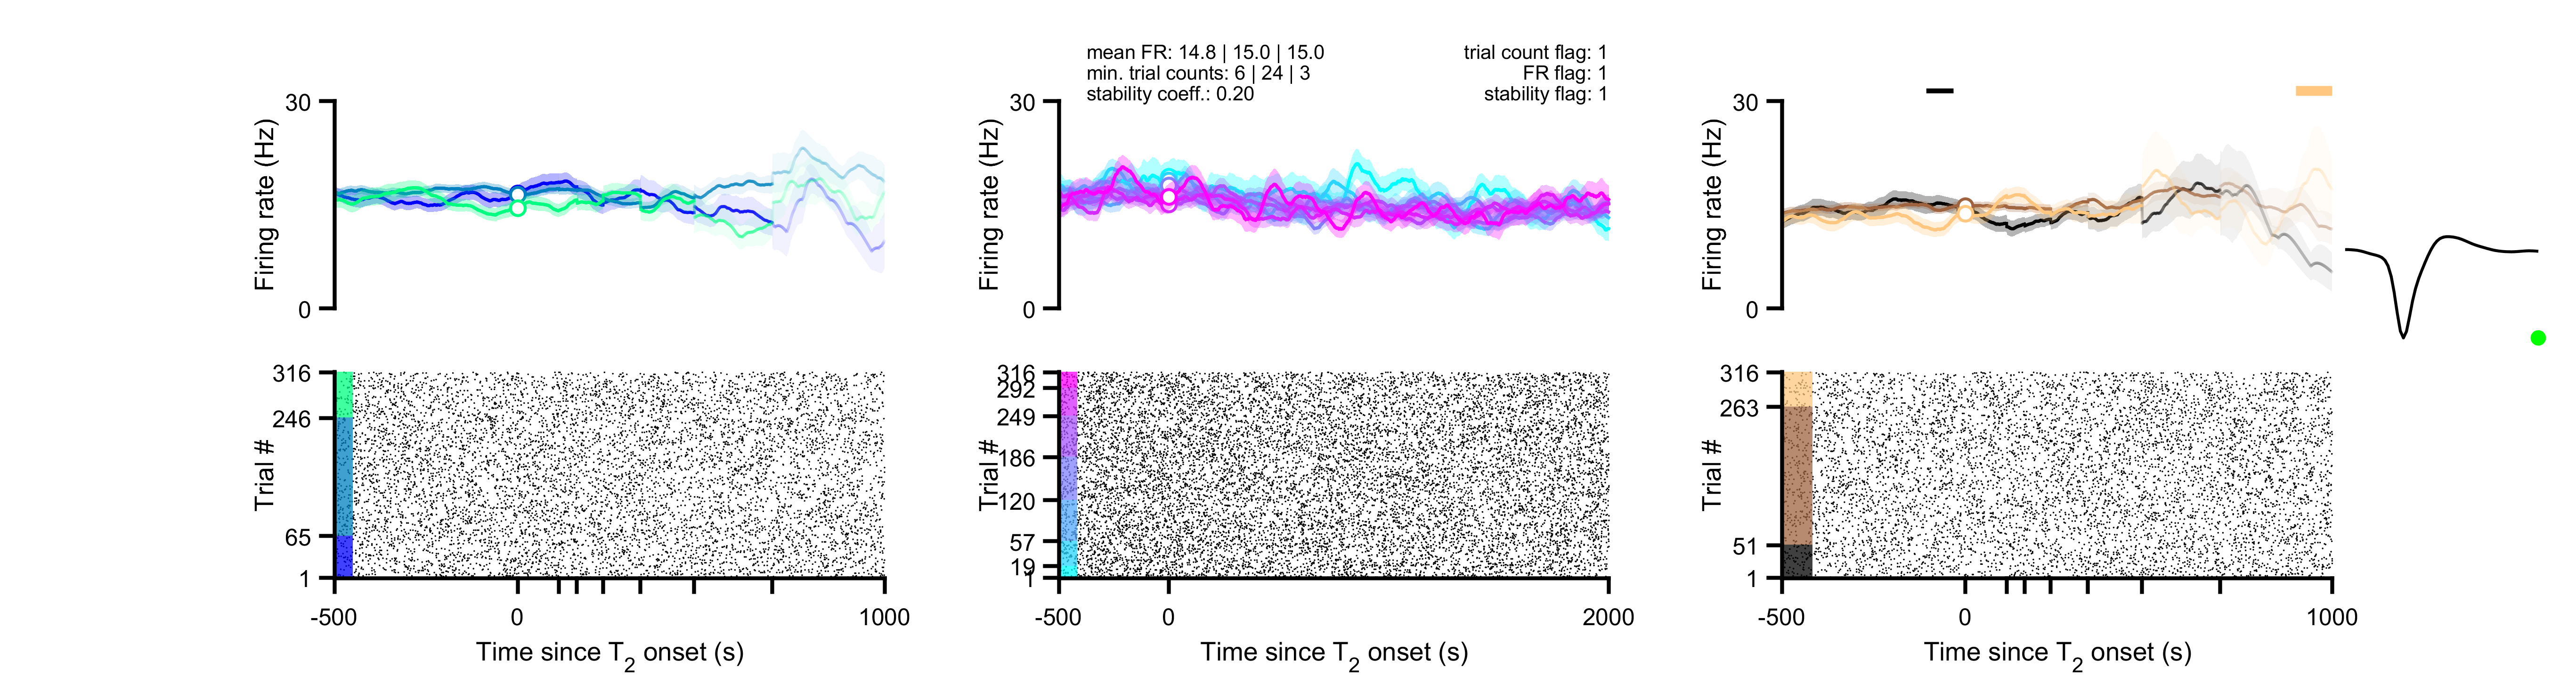 mean FR: 14.8 | 15.0 | 15.0
min. trial counts: 6 | 24 | 3
stability coeff.: 0.20
trial count flag: 1
FR flag: 1
stability flag: 1
30
0
Firing rate (Hz)
30
0
Firing rate (Hz)
30
0
Firing rate (Hz)
316
246
65
1
Trial #
-500
0
1000
Time since T2 onset (s)
316
292
249
186
120
57
19
1
Trial #
-500
0
2000
Time since T2 onset (s)
316
263
51
1
Trial #
-500
0
1000
Time since T2 onset (s)